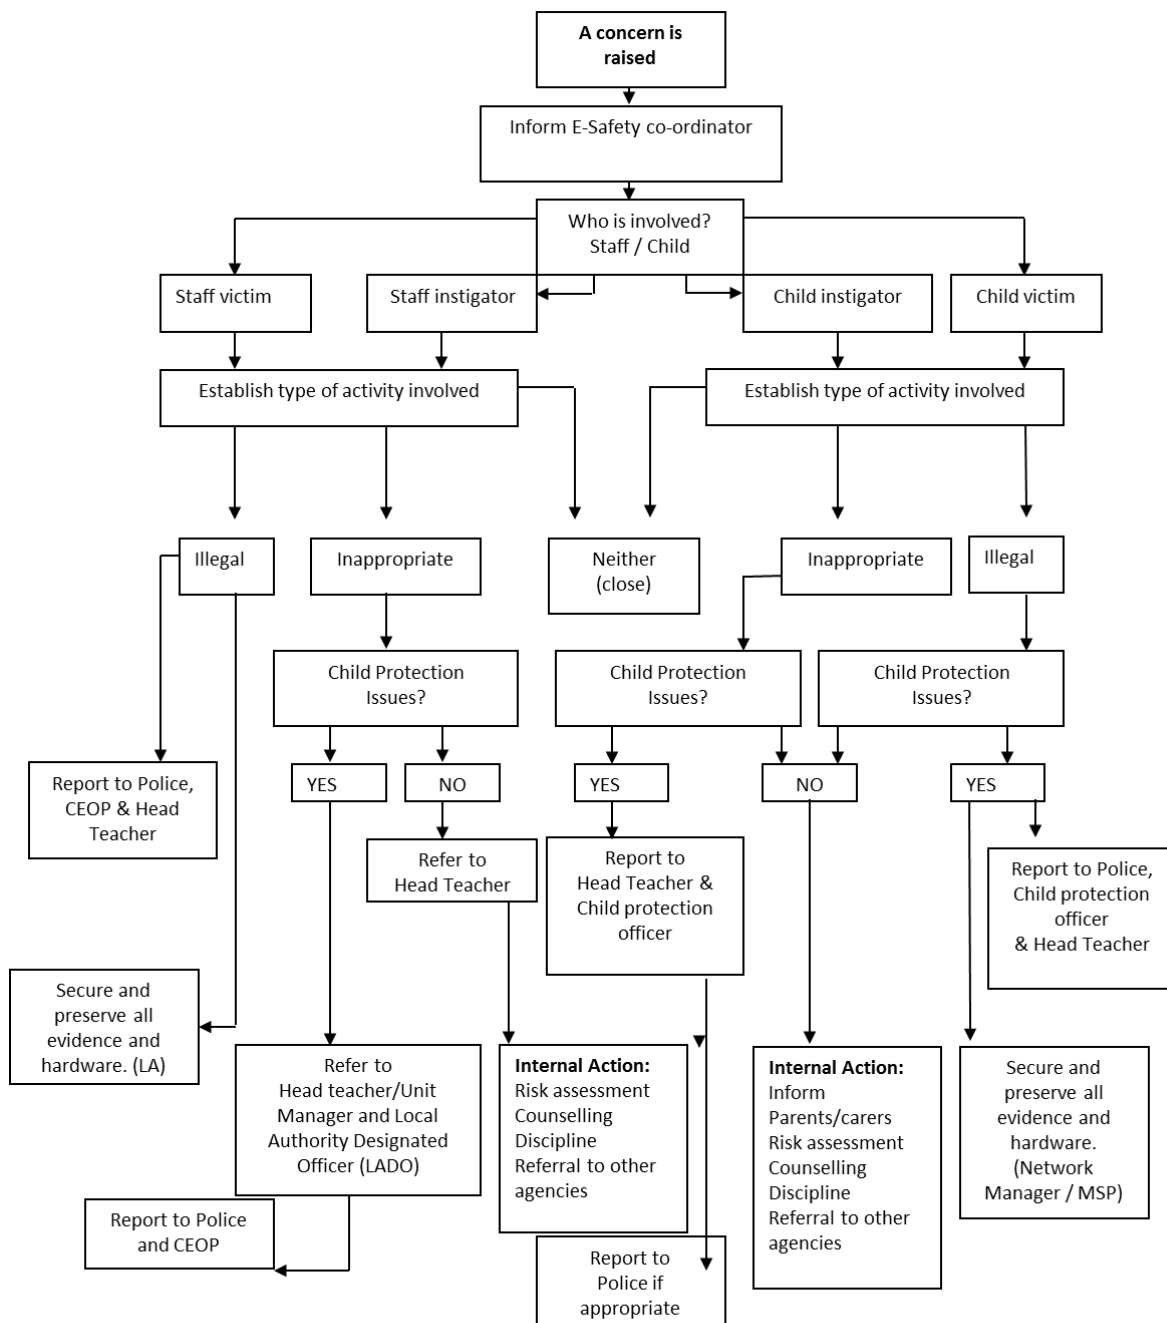 A concern is
raised
Inform E-Safety co-ordinator
Who is involved?
Staff / Child
Staff victim
Staff instigator
Child instigator
Child victim
Establish type of activity involved
Establish type of activity involved
Illegal
Inappropriate
Neither
(close)
Inappropriate
Illegal
Child Protection
Issues?
Child Protection
Issues?
Child Protection
Issues?
YES
NO
YES
NO
YES
Report to Police,
CEOP & Head
Teacher
Refer to
Head Teacher
Report to
Head Teacher &
Child protection
officer
Report to Police,
Child protection
officer
& Head Teacher
Secure and
preserve all
evidence and
hardware. (LA)
Refer to
Head teacher/Unit
Manager and Local
Authority Designated
Officer (LADO)
Internal Action:
Risk assessment
Counselling
Discipline
Referral to other
agencies
Internal Action:
Inform
Parents/carers
Risk assessment
Counselling
Discipline
Referral to other
agencies
Secure and
preserve all
evidence and
hardware.
(Network
Manager / MSP)
Report to Police
and CEOP
Report to
Police if
appropriate